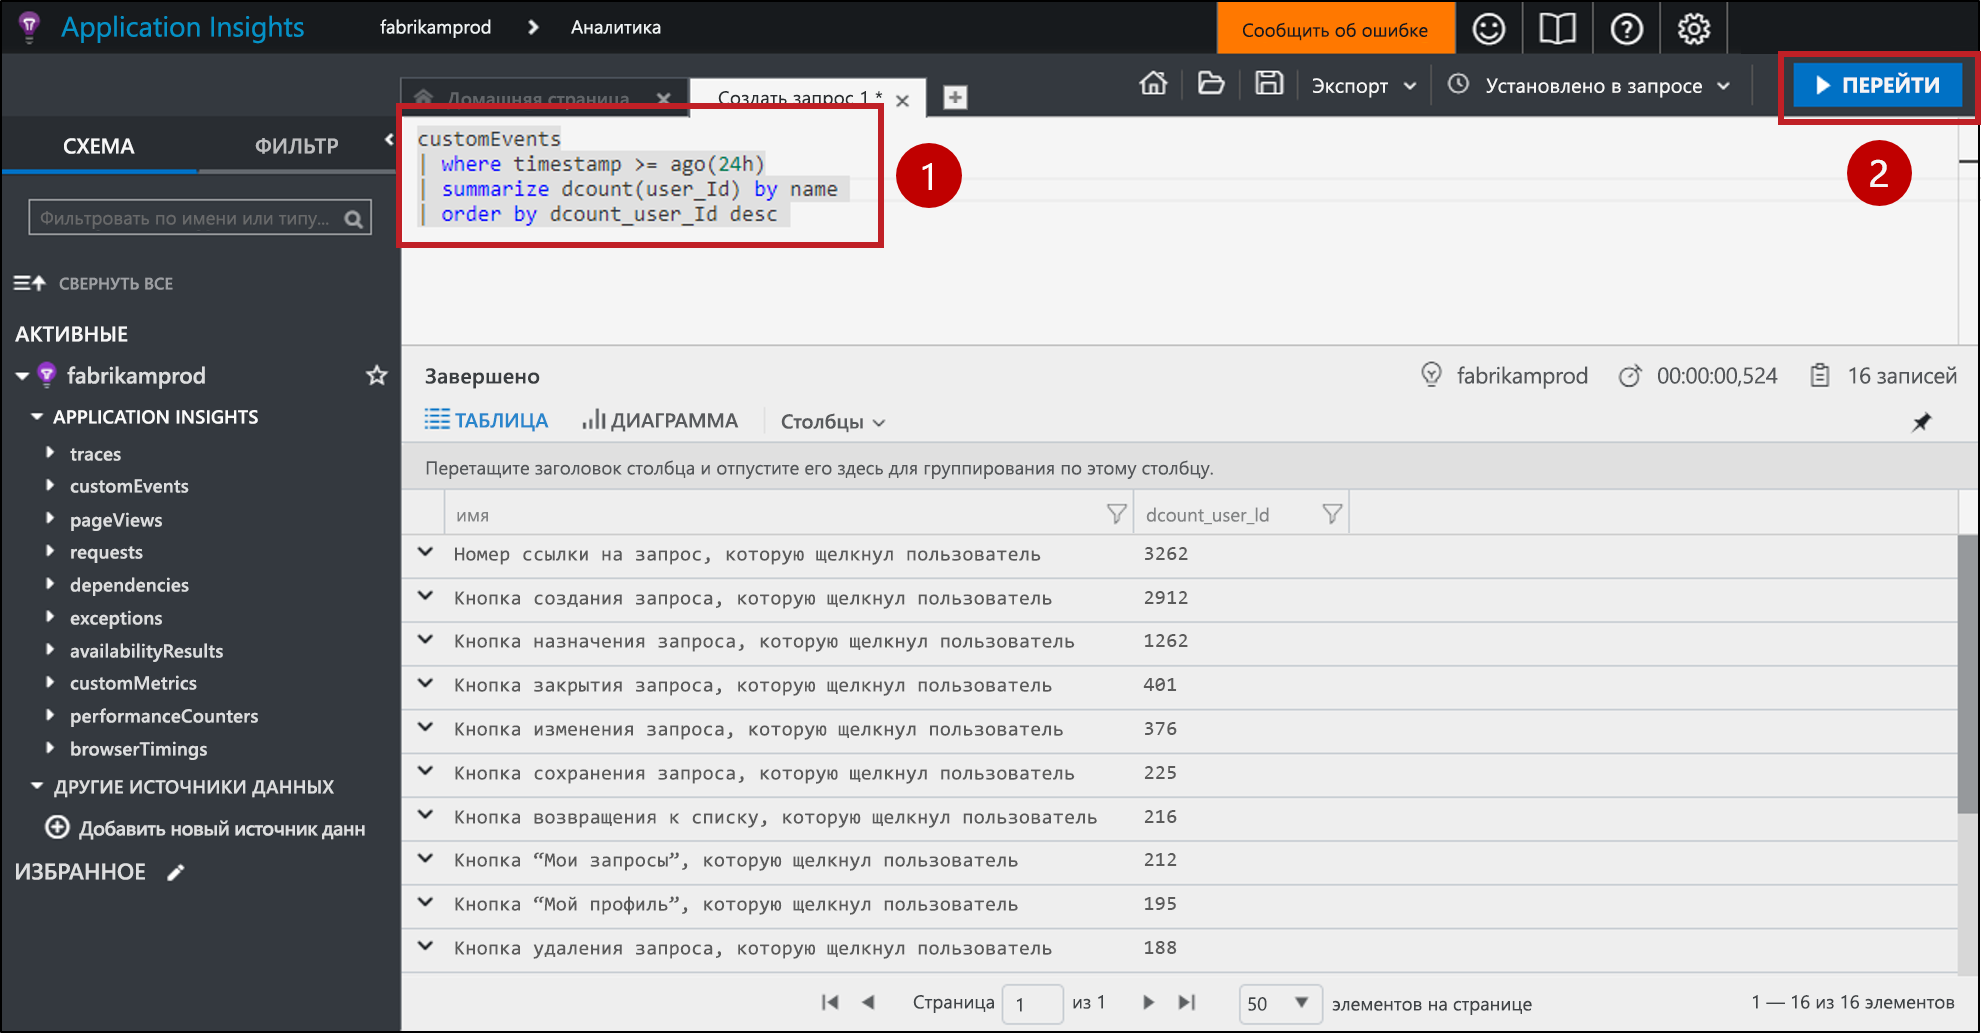 Application Insights
fabrikamprod
Аналитика
Сообщить об ошибке
Домашняя страница
Создать запрос 1 *
Экспорт
Установлено в запросе
ПЕРЕЙТИ
СХЕМА
ФИЛЬТР
Фильтровать по имени или типу...
СВЕРНУТЬ ВСЕ
АКТИВНЫЕ
fabrikamprod
APPLICATION INSIGHTS
traces
customEvents
pageViews
requests
dependencies
exceptions
availabilityResults
customMetrics
performanceCounters
browserTimings
ДРУГИЕ ИСТОЧНИКИ ДАННЫХ
Добавить новый источник данн
ИЗБРАННОЕ
customEvents
| where timestamp >= ago(24h)
| summarize dcount(user_Id) by name
| order by dcount_user_Id desc
1
2
Завершено
fabrikamprod
00:00:00,524
16 записей
ТАБЛИЦА
ДИАГРАММА
Столбцы
Перетащите заголовок столбца и отпустите его здесь для группирования по этому столбцу.
имя dcount_user_Id
Номер ссылки на запрос, которую щелкнул пользователь 3262
Кнопка создания запроса, которую щелкнул пользователь 2912
Кнопка назначения запроса, которую щелкнул пользователь 1262
Кнопка закрытия запроса, которую щелкнул пользователь 401
Кнопка изменения запроса, которую щелкнул пользователь 376
Кнопка сохранения запроса, которую щелкнул пользователь 225
Кнопка возвращения к списку, которую щелкнул пользователь 216
Кнопка “Мои запросы”, которую щелкнул пользователь 212
Кнопка “Мой профиль”, которую щелкнул пользователь 195
Кнопка удаления запроса, которую щелкнул пользователь 188
Страница 1 из 1
50 элементов на странице
1 — 16 из 16 элементов